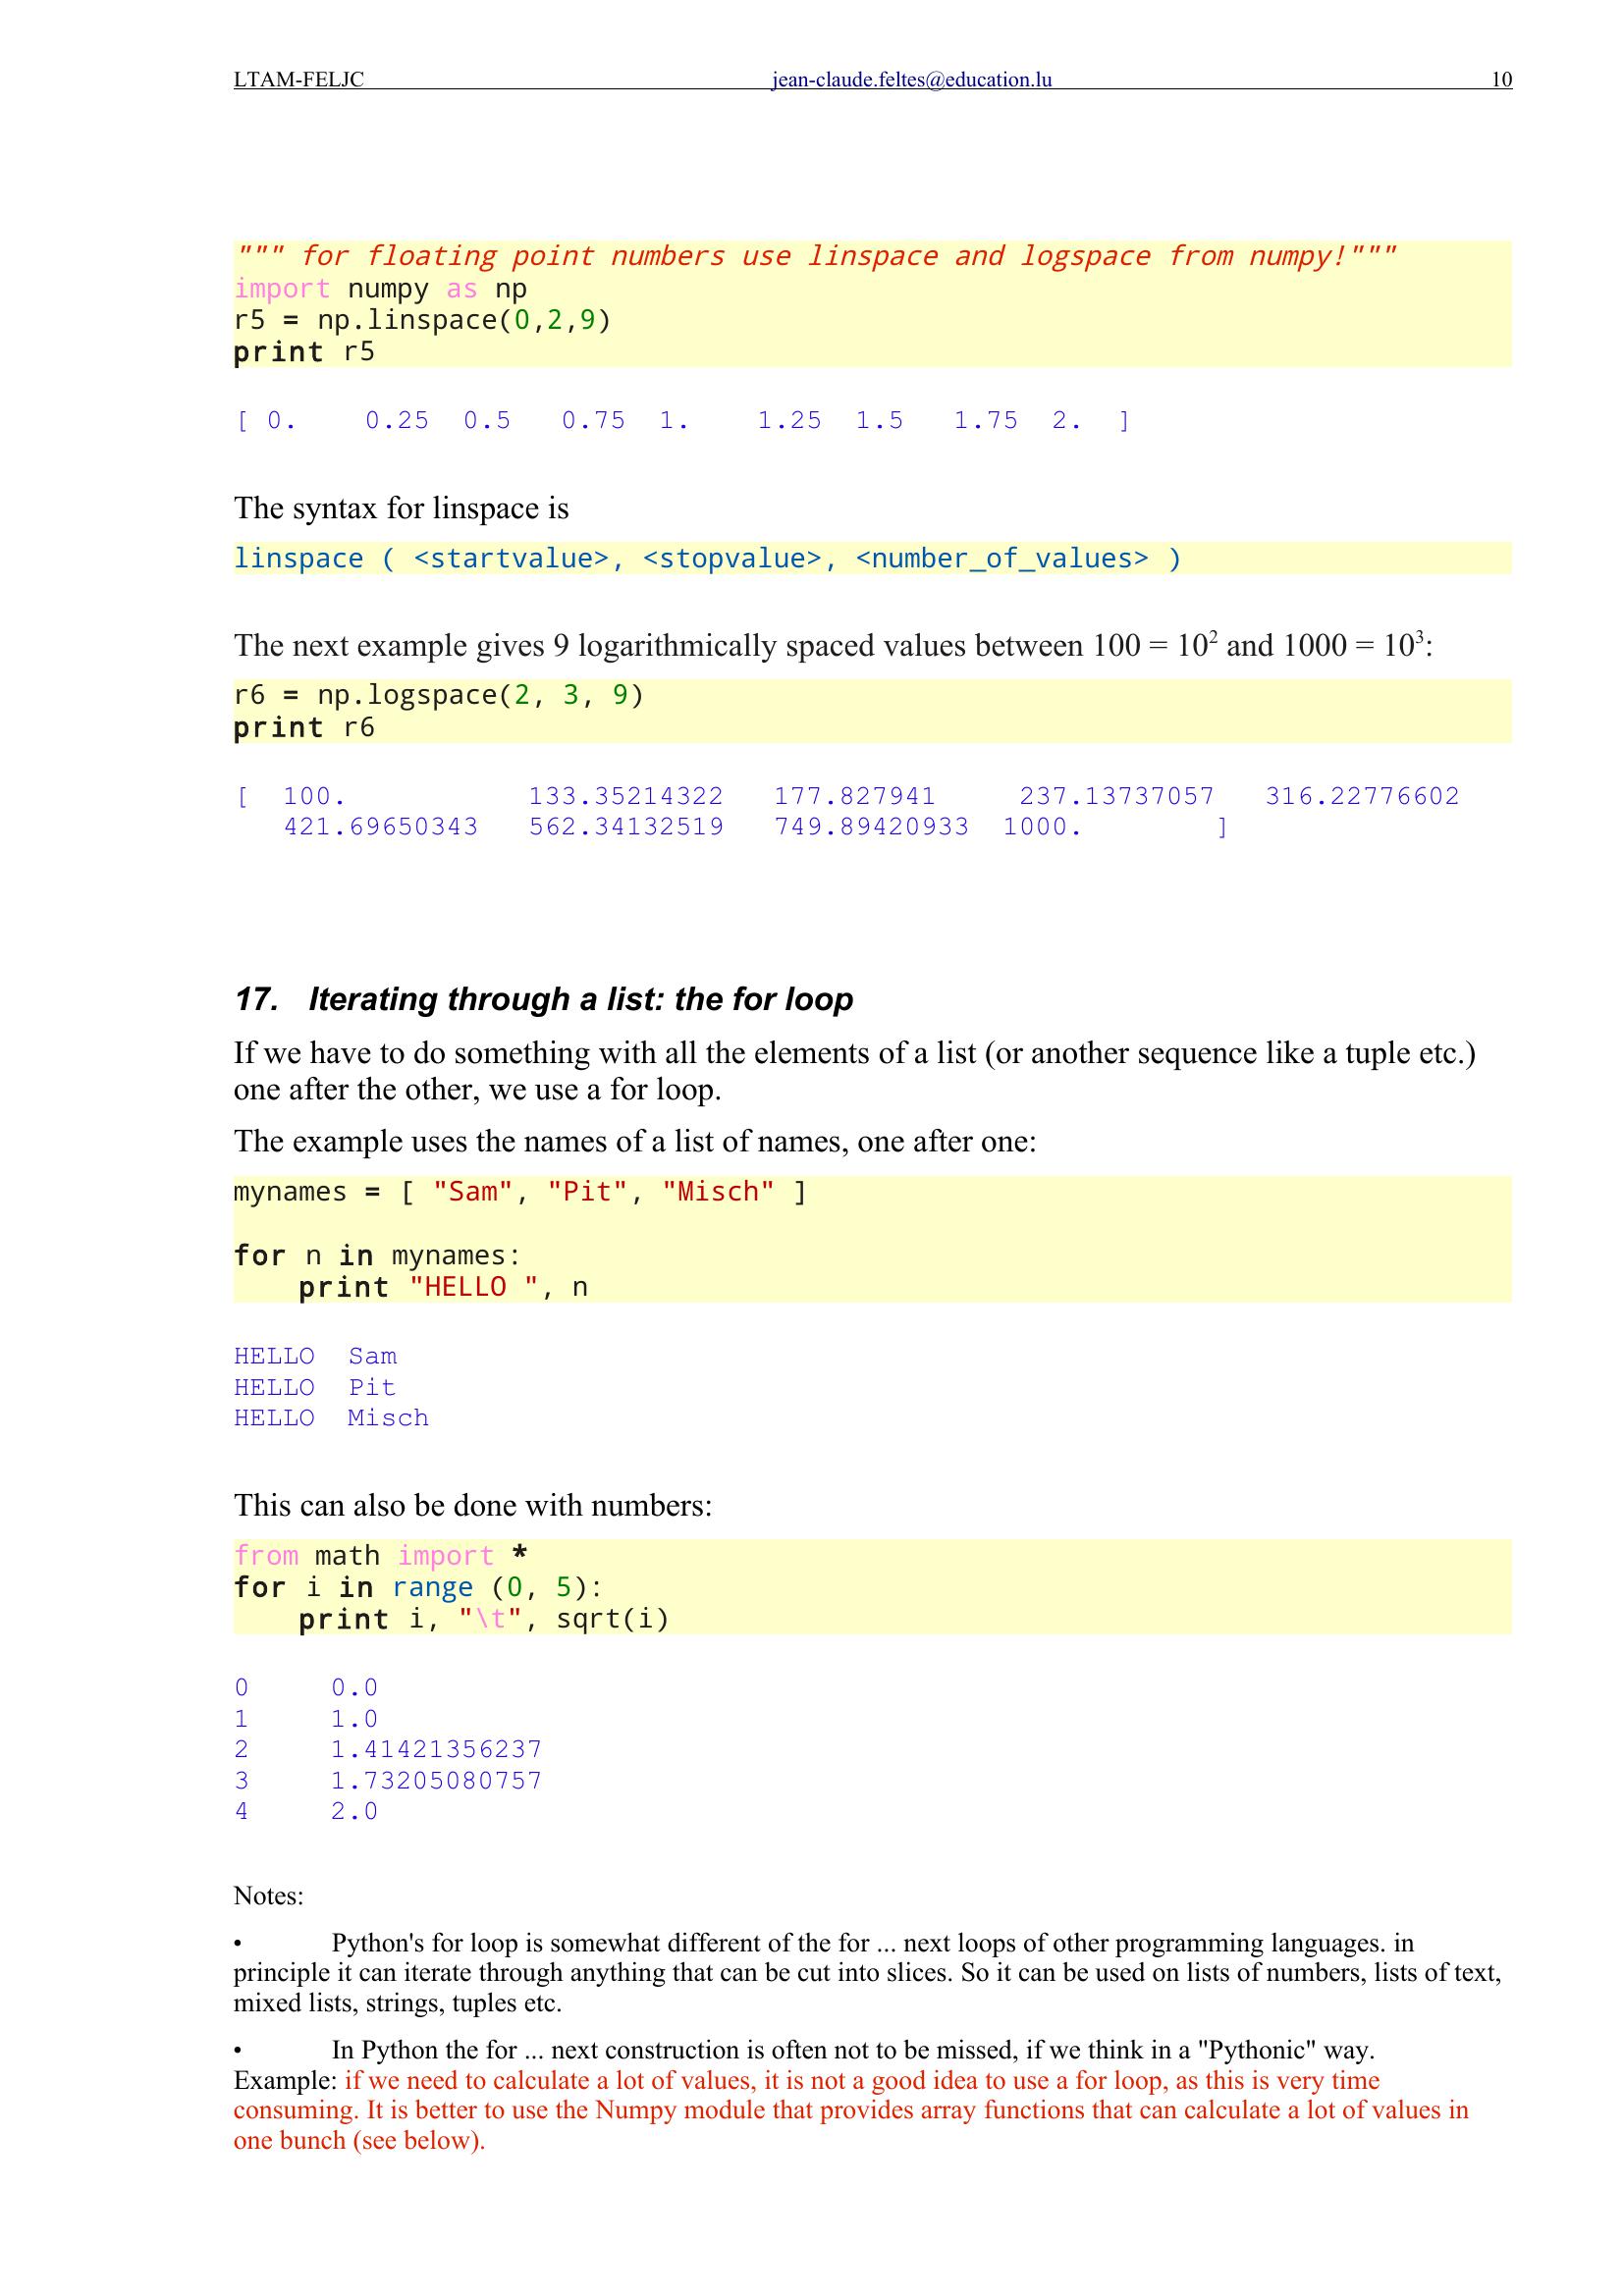 LTAM-FELJC jean-claude.feltes@education.lu 10
""" for floating point numbers use linspace and logspace from numpy!"""
import numpy as np
r5 = np.linspace(0,2,9)
print r5
[ 0.    0.25  0.5   0.75  1.    1.25  1.5   1.75  2.  ]
The syntax for linspace is
linspace ( <startvalue>, <stopvalue>, <number_of_values> )
The next example gives 9 logarithmically spaced values between 100 = 10² and 1000 = 10³:
r6 = np.logspace(2, 3, 9)
print r6
[  100.           133.35214322   177.827941     237.13737057   316.22776602
   421.69650343   562.34132519   749.89420933  1000.        ]
17. Iterating through a list: the for loop
If we have to do something with all the elements of a list (or another sequence like a tuple etc.)
one after the other, we use a for loop.
The example uses the names of a list of names, one after one:
mynames = [ "Sam", "Pit", "Misch" ]
for n in mynames:
    print "HELLO ", n
HELLO  Sam
HELLO  Pit
HELLO  Misch
This can also be done with numbers:
from math import *
for i in range (0, 5):
    print i, "\t", sqrt(i)
0     0.0
1     1.0
2     1.41421356237
3     1.73205080757
4     2.0
Notes:
• Python's for loop is somewhat different of the for ... next loops of other programming languages. in
principle it can iterate through anything that can be cut into slices. So it can be used on lists of numbers, lists of text,
mixed lists, strings, tuples etc.
• In Python the for ... next construction is often not to be missed, if we think in a "Pythonic" way.
Example: if we need to calculate a lot of values, it is not a good idea to use a for loop, as this is very time
consuming. It is better to use the Numpy module that provides array functions that can calculate a lot of values in
one bunch (see below).